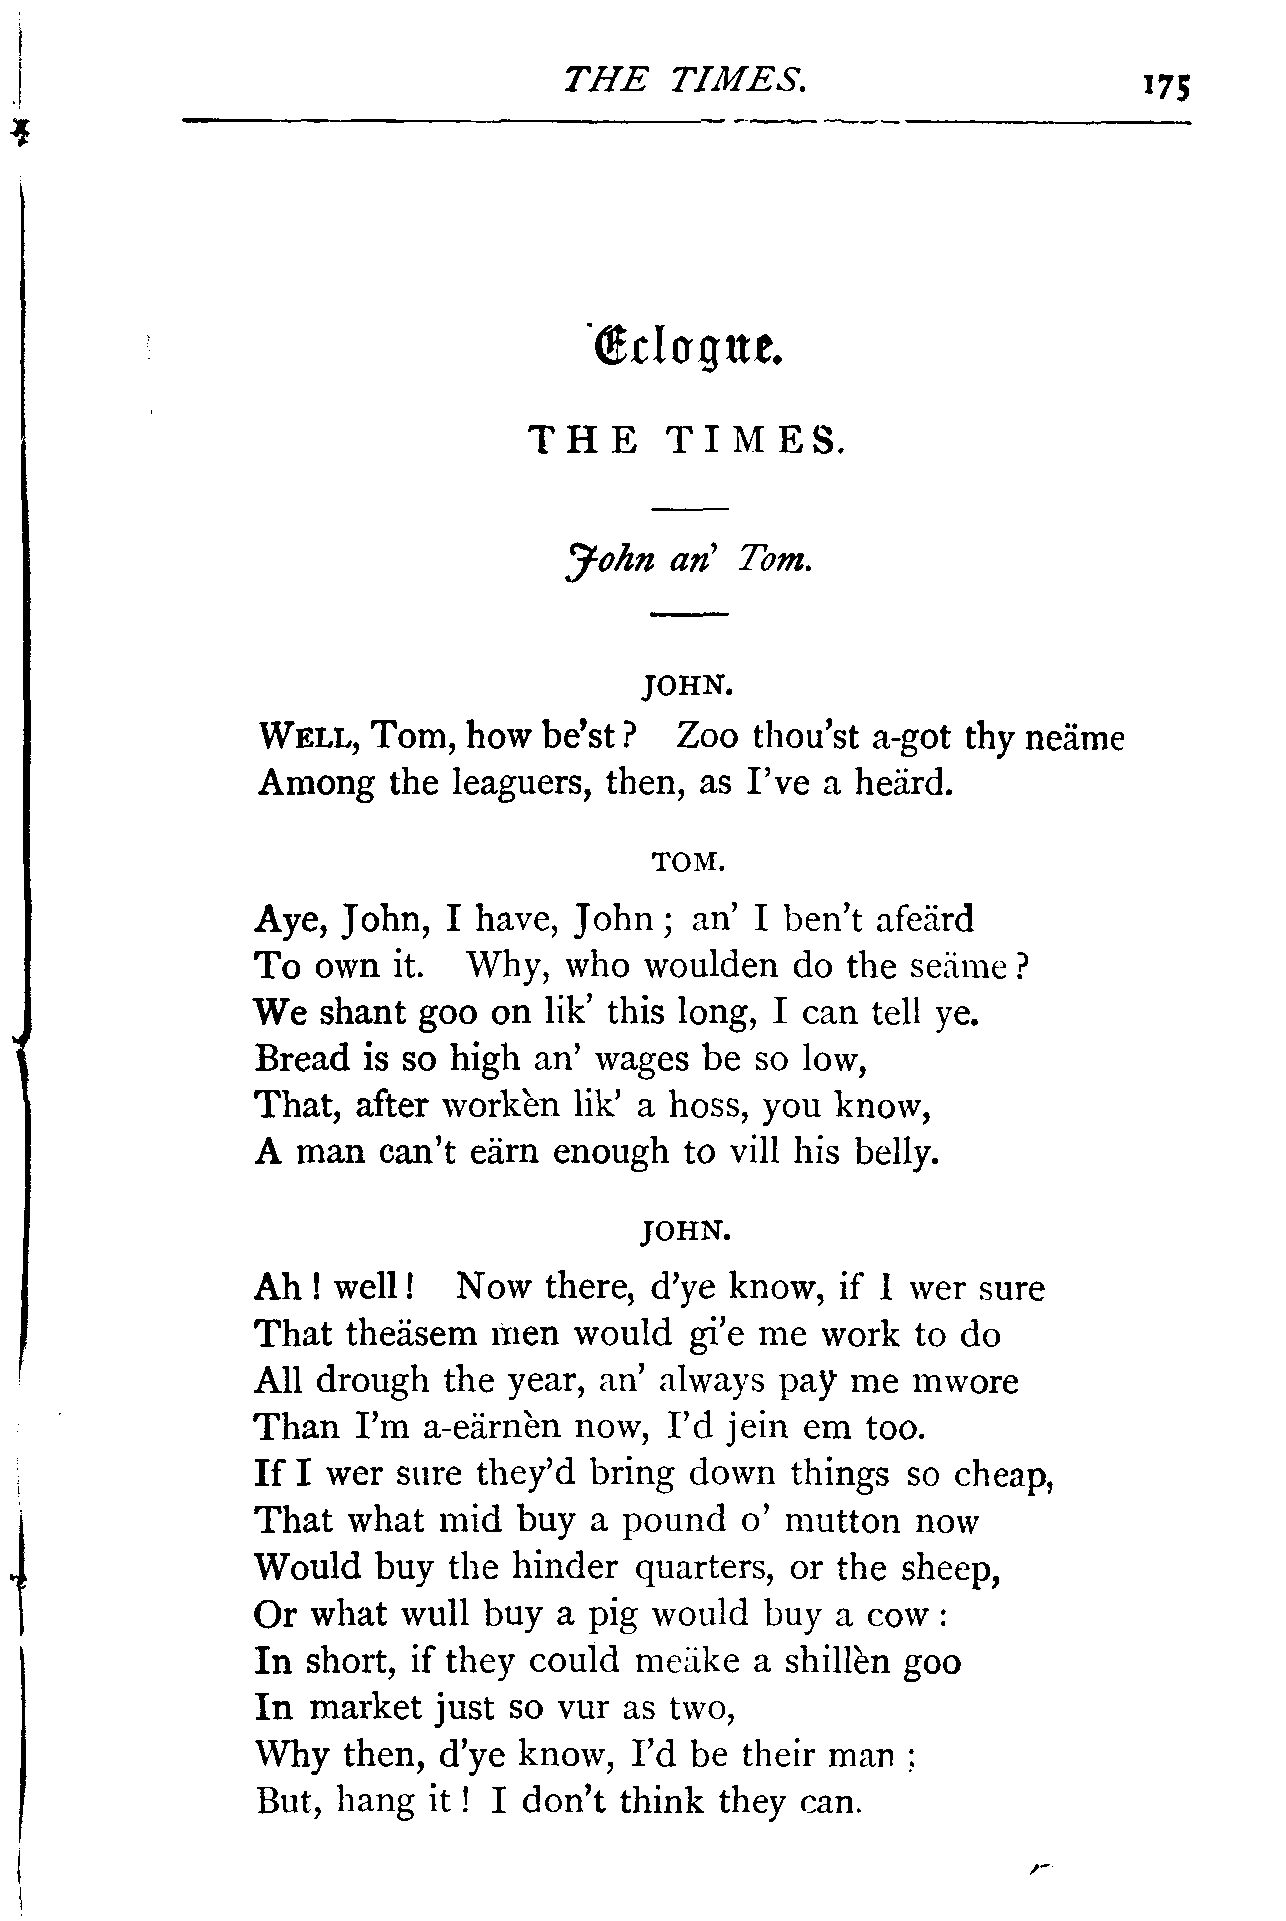 THE TIMES. 175
Eclogue.
THE TIMES.
John an' Tom.
JOHN.
WELL, Tom, how be'st? Zoo thou'st a-got thy neäme
Among the leaguers, then, as I've a heärd.
TOM.
Aye, John, I have, John; an' I ben't afeärd
To own it. Why, who woulden do the seäme?
We shant goo on lik' this long, I can tell ye.
Bread is so high an' wages be so low,
That, after workèn lik' a hoss, you know,
A man can't eärn enough to vill his belly.
JOHN.
Ah! well! Now there, d'ye know, if I wer sure
That theäsem men would gi'e me work to do
All drough the year, an' always pay me mwore
Than I'm a-eärnèn now, I'd jein em too.
If I wer sure they'd bring down things so cheap,
That what mid buy a pound o' mutton now
Would buy the hinder quarters, or the sheep,
Or what wull buy a pig would buy a cow:
In short, if they could meäke a shillèn goo
In market just so vur as two,
Why then, d'ye know, I'd be their man;
But, hang it! I don't think they can.